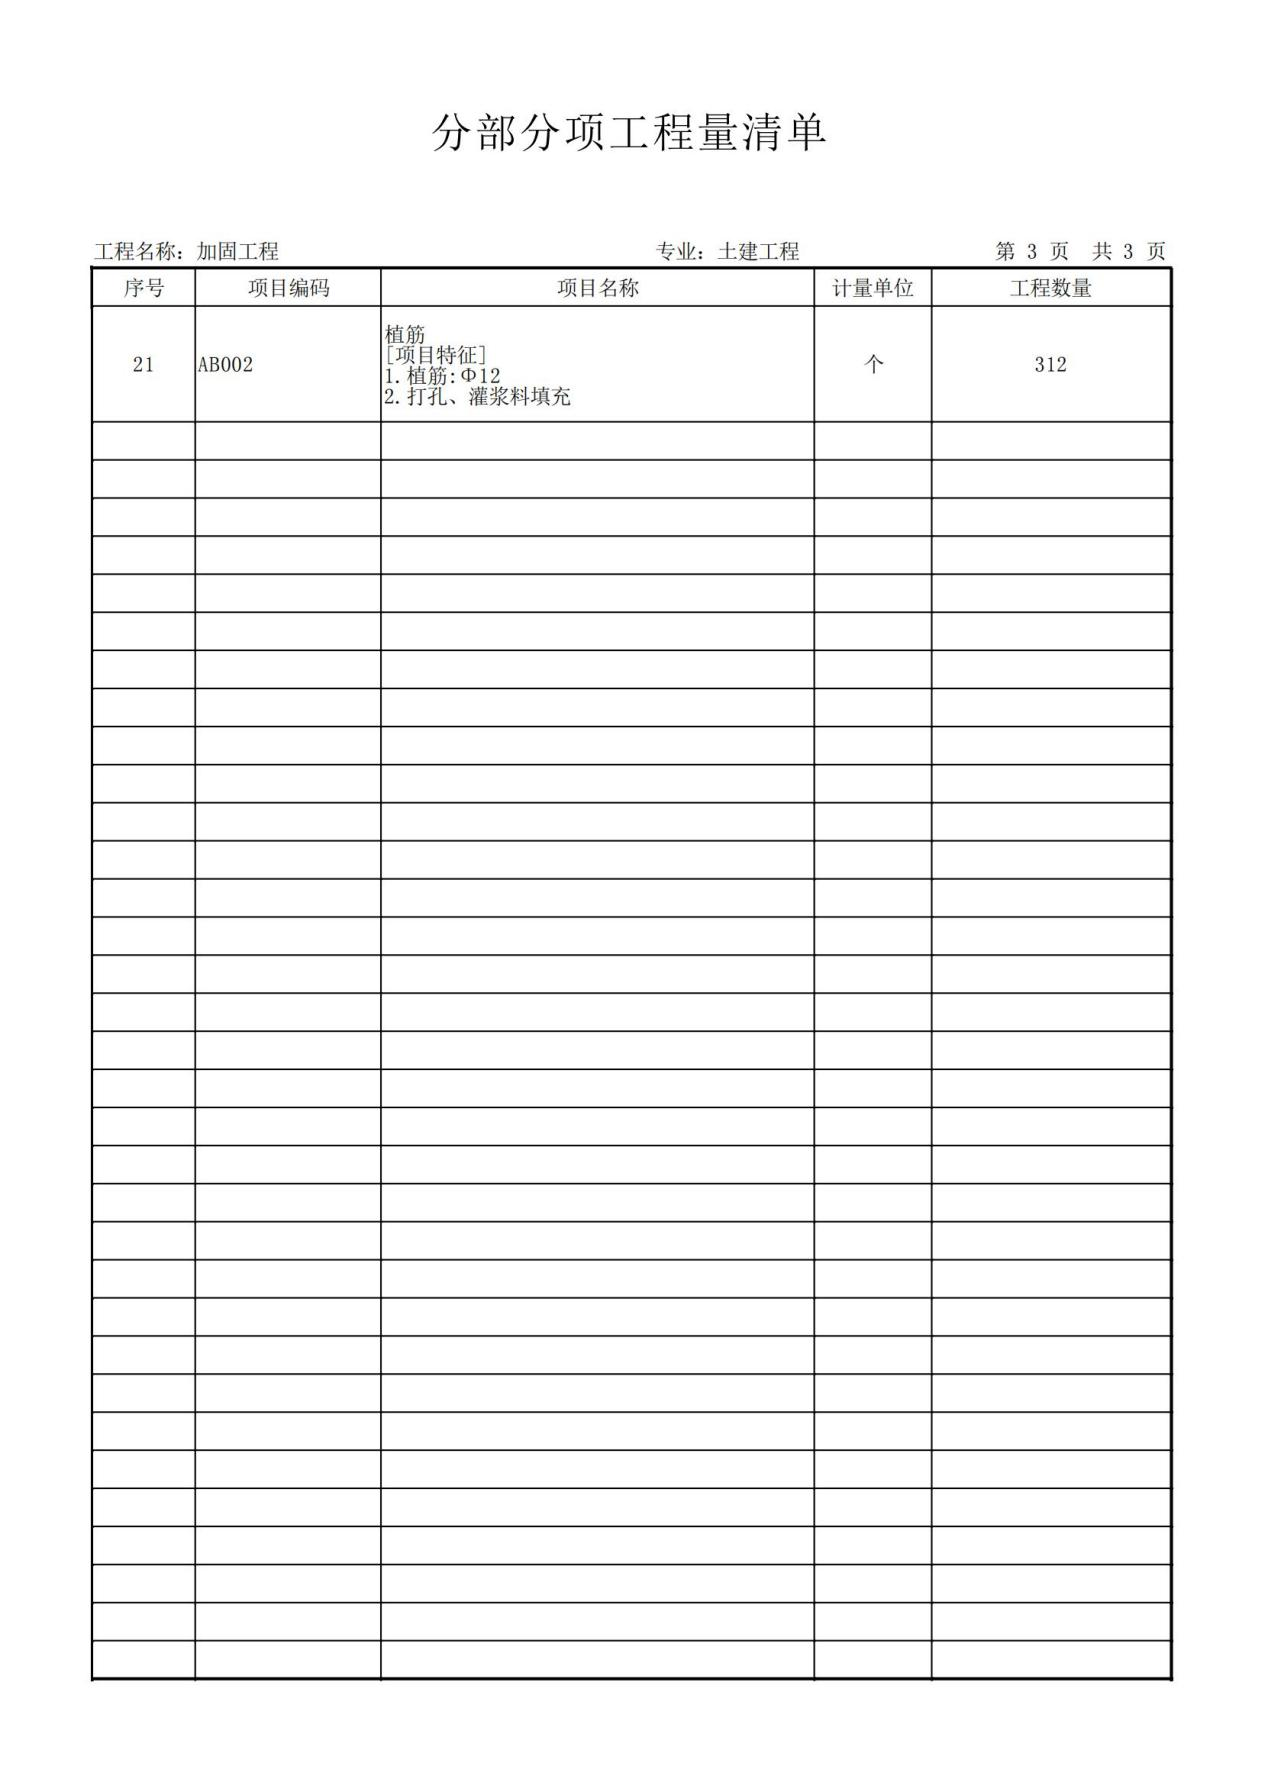 分部分项工程量清单
工程名称：加固工程 专业：土建工程 第 3 页 共 3 页
序号 项目编码 项目名称 计量单位 工程数量
植筋
[项目特征]
21 AB002 个 312
1.植筋:Φ12
2.打孔、灌浆料填充